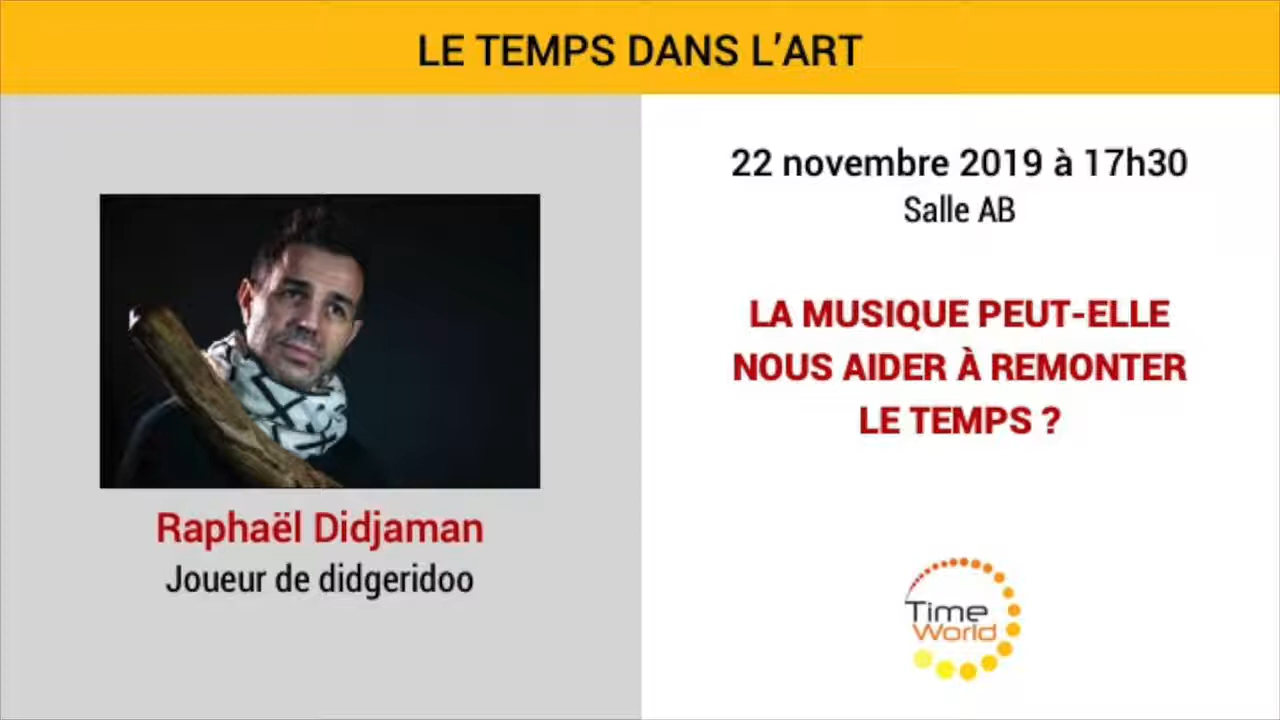 LE TEMPS DANS L'ART
22 novembre 2019 à 17h30
Salle AB
LA MUSIQUE PEUT-ELLE
NOUS AIDER À REMONTER
LE TEMPS ?
Raphaël Didjaman
Joueur de didgeridoo
Time
World